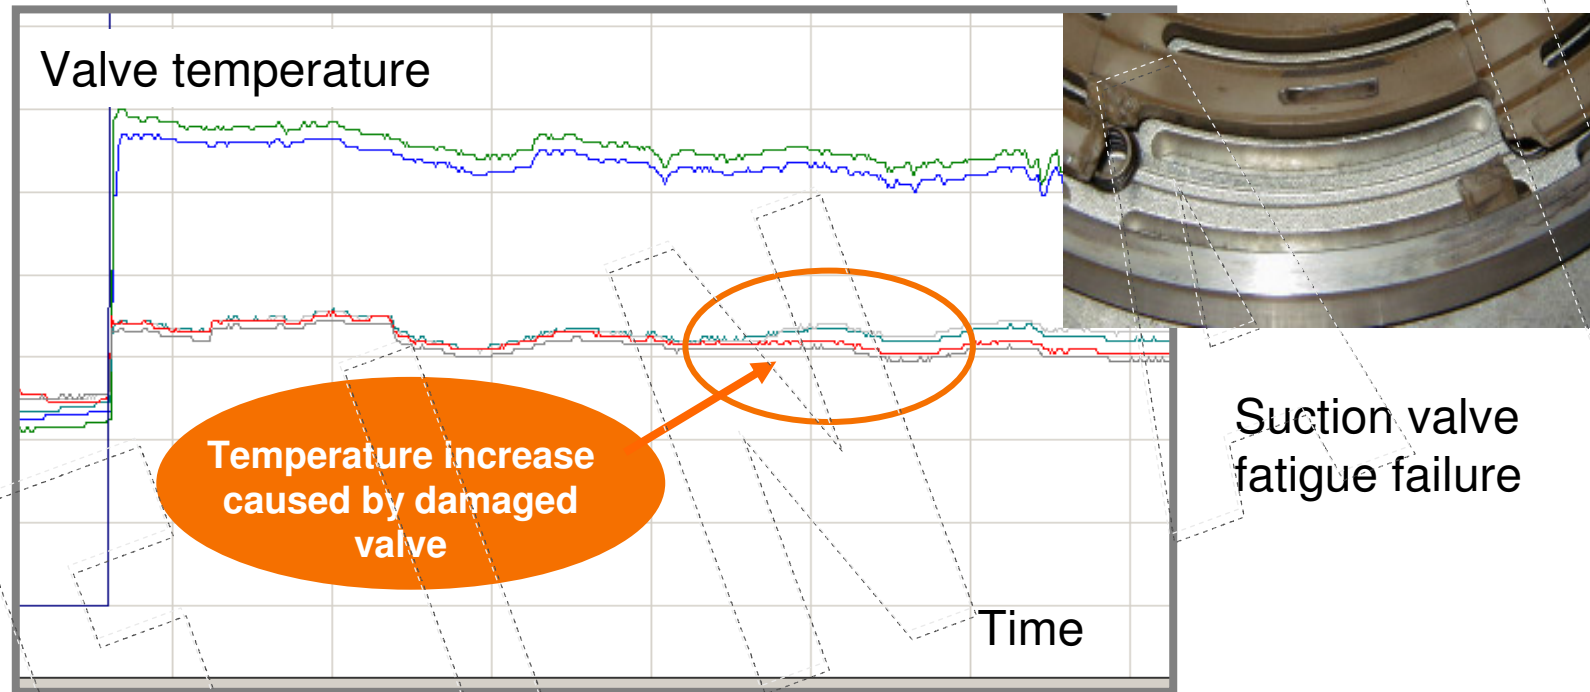 Valve temperature
Temperature increase
caused by damaged
valve
Time
Suction valve
fatigue failure